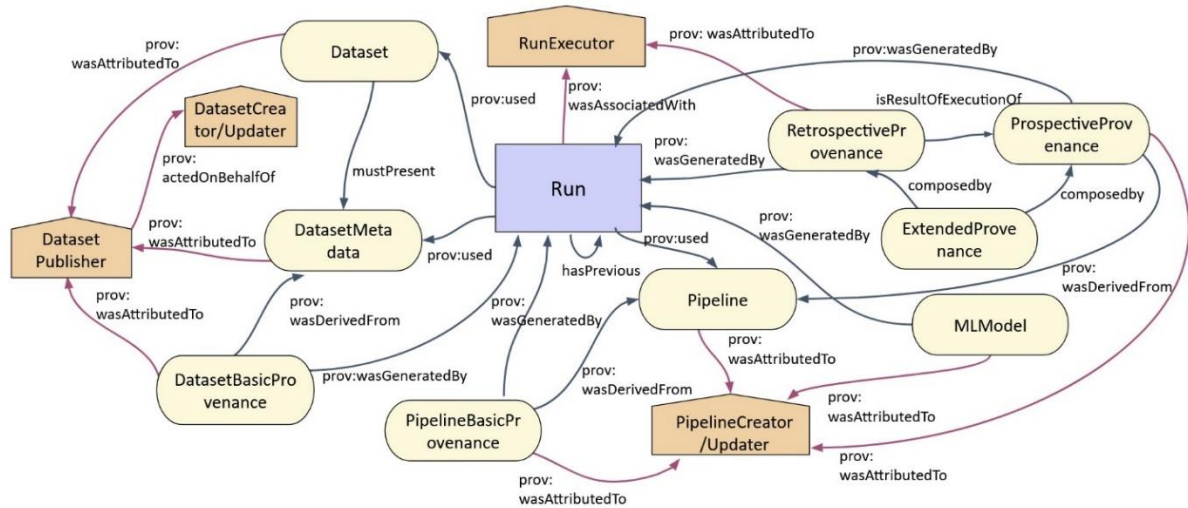 prov:
wasAttributedTo
Dataset
RunExecutor
prov: wasAttributedTo
prov:wasGeneratedBy
DatasetCrea
tor/Updater
prov:used
prov:
wasAssociatedWith
isResultOfExecutionOf
RetrospectivePr
ovenance
ProspectiveProv
enance
prov:
actedOnBehalfOf
mustPresent
Run
prov:
wasGeneratedBy
composedby
composedby
Dataset
Publisher
prov:
wasAttributedTo
DatasetMeta
data
prov:used
hasPrevious
prov:used
prov:
wasGeneratedBy
ExtendedProve
nance
prov:
wasAttributedTo
prov:
wasDerivedFrom
prov:
wasGeneratedBy
Pipeline
prov:
wasDerivedFrom
MLModel
DatasetBasicPro
venance
prov:wasGeneratedBy
prov:
wasDerivedFrom
prov:
wasAttributedTo
PipelineBasicPr
ovenance
PipelineCreator
/Updater
prov:
wasAttributedTo
prov:
wasAttributedTo
prov:
wasAttributedTo